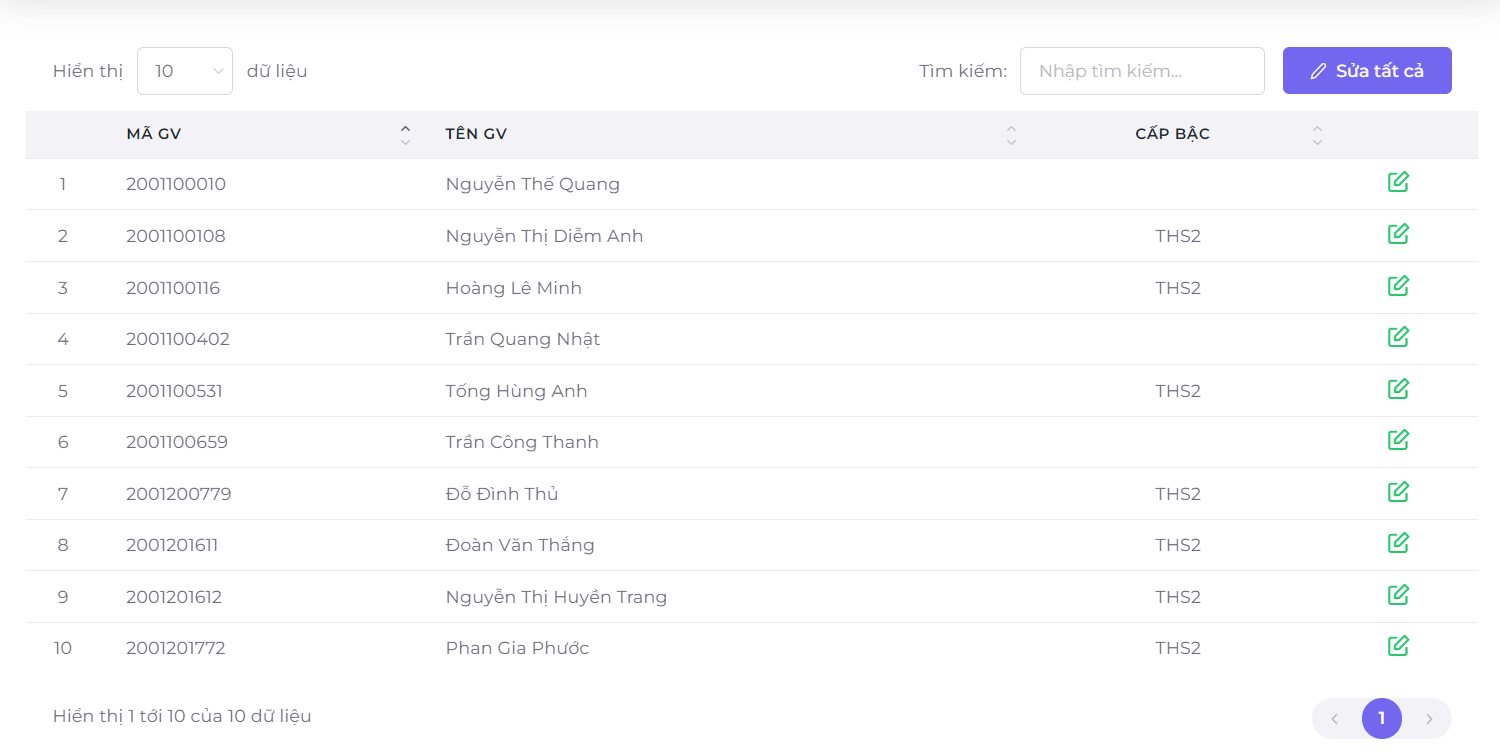 Hiển thị 10 dữ liệu Tìm kiếm: Nhập tìm kiếm... Sửa tất cả
MÃ GV TÊN GV CẤP BẬC
1 2001100010 Nguyễn Thế Quang
2 2001100108 Nguyễn Thị Diễm Anh THS2
3 2001100116 Hoàng Lê Minh THS2
4 2001100402 Trần Quang Nhật
5 2001100531 Tống Hùng Anh THS2
6 2001100659 Trần Công Thanh
7 2001200779 Đỗ Đình Thủ THS2
8 2001201611 Đoàn Văn Thắng THS2
9 2001201612 Nguyễn Thị Huyền Trang THS2
10 2001201772 Phan Gia Phước THS2
Hiển thị 1 tới 10 của 10 dữ liệu 1